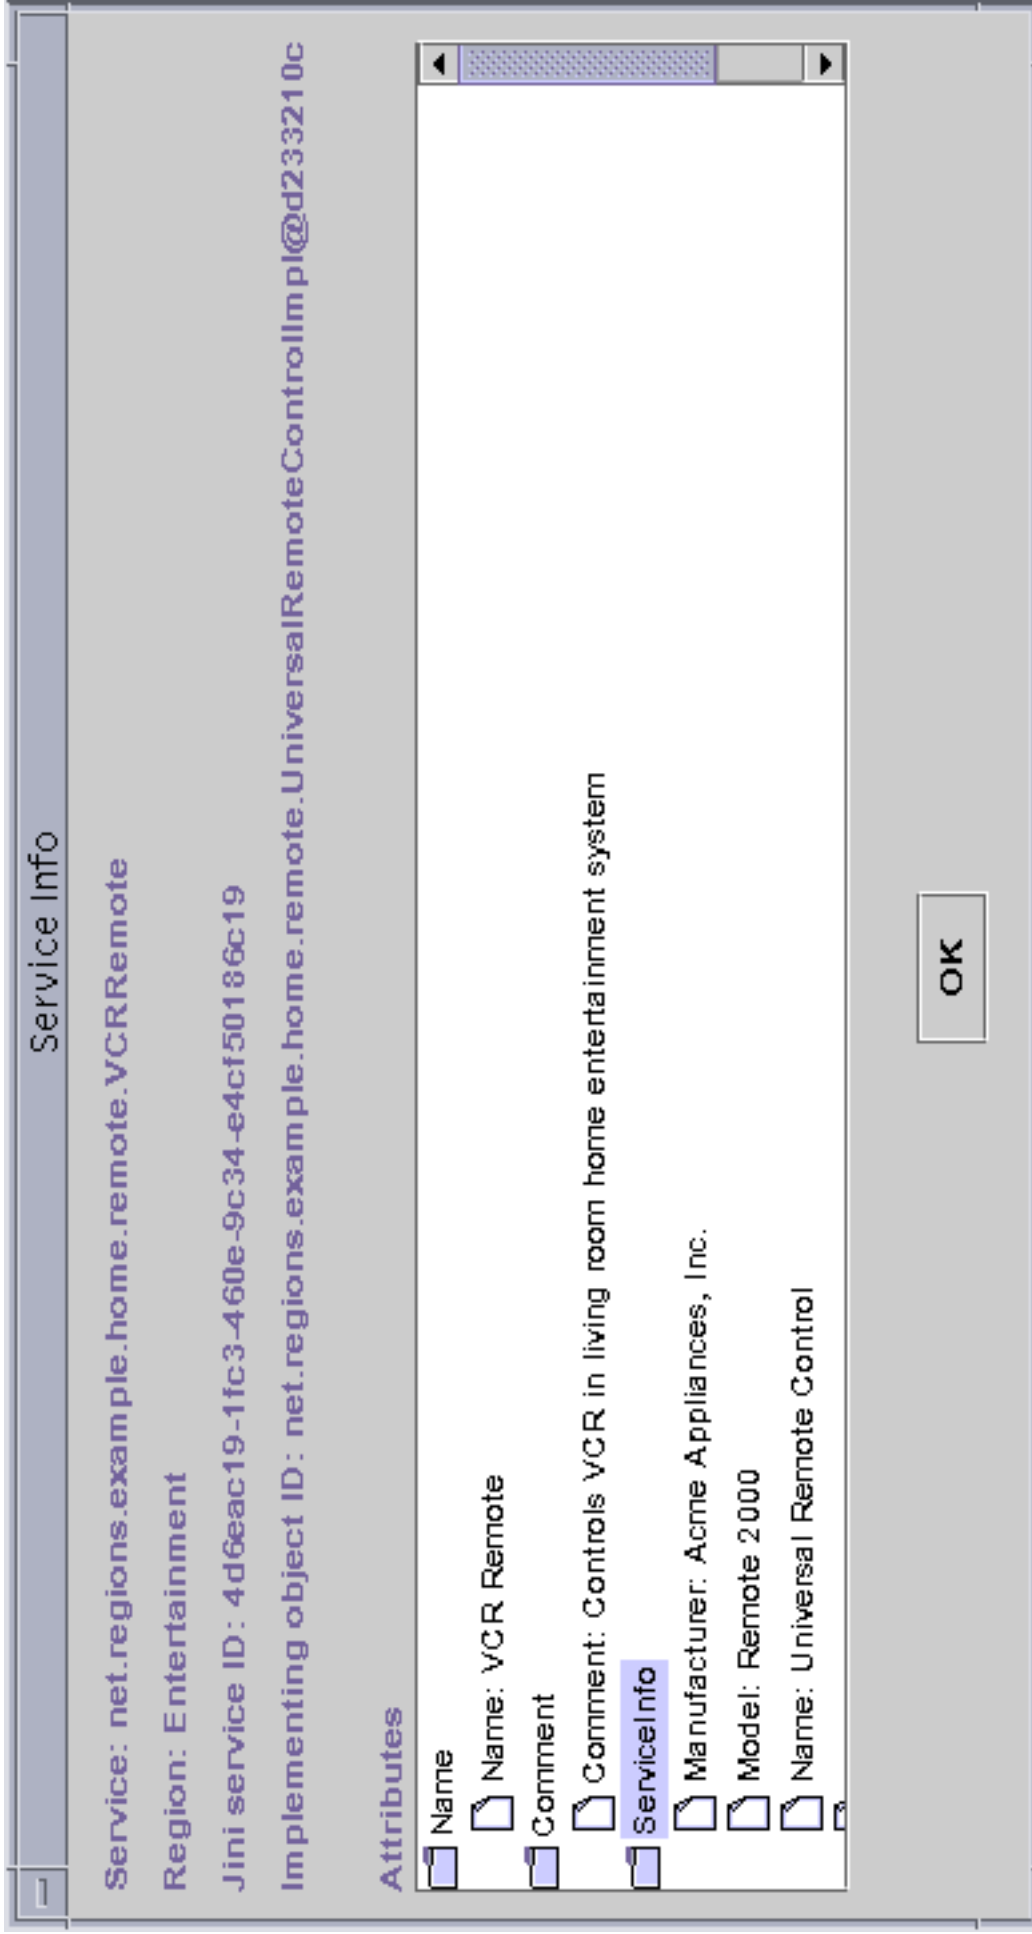 Service Info
Service: net.regions.example.home.remote.VCRRemote
Region: Entertainment
Jini service ID: 4d6eac19-1fc3-460e-9c34-e4cf50186c19
Implementing object ID: net.regions.example.home.remote.UniversalRemoteControlImpl@d233210c
Attributes
Name
Name: VCR Remote
Comment
Comment: Controls VCR in living room home entertainment system
ServiceInfo
Manufacturer: Acme Appliances, Inc.
Model: Remote 2000
Name: Universal Remote Control
OK